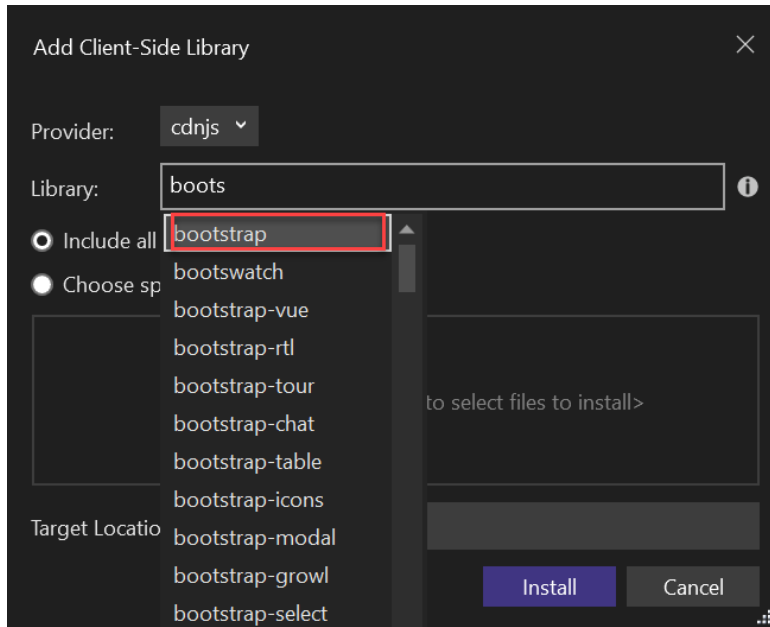 Add Client-Side Library
Provider: cdnjs
Library: boots
Include all
bootstrap
Choose sp
bootswatch
bootstrap-vue
bootstrap-rtl
bootstrap-tour
bootstrap-chat
to select files to install>
bootstrap-table
bootstrap-icons
Target Locatio
bootstrap-modal
bootstrap-growl
Install Cancel
bootstrap-select